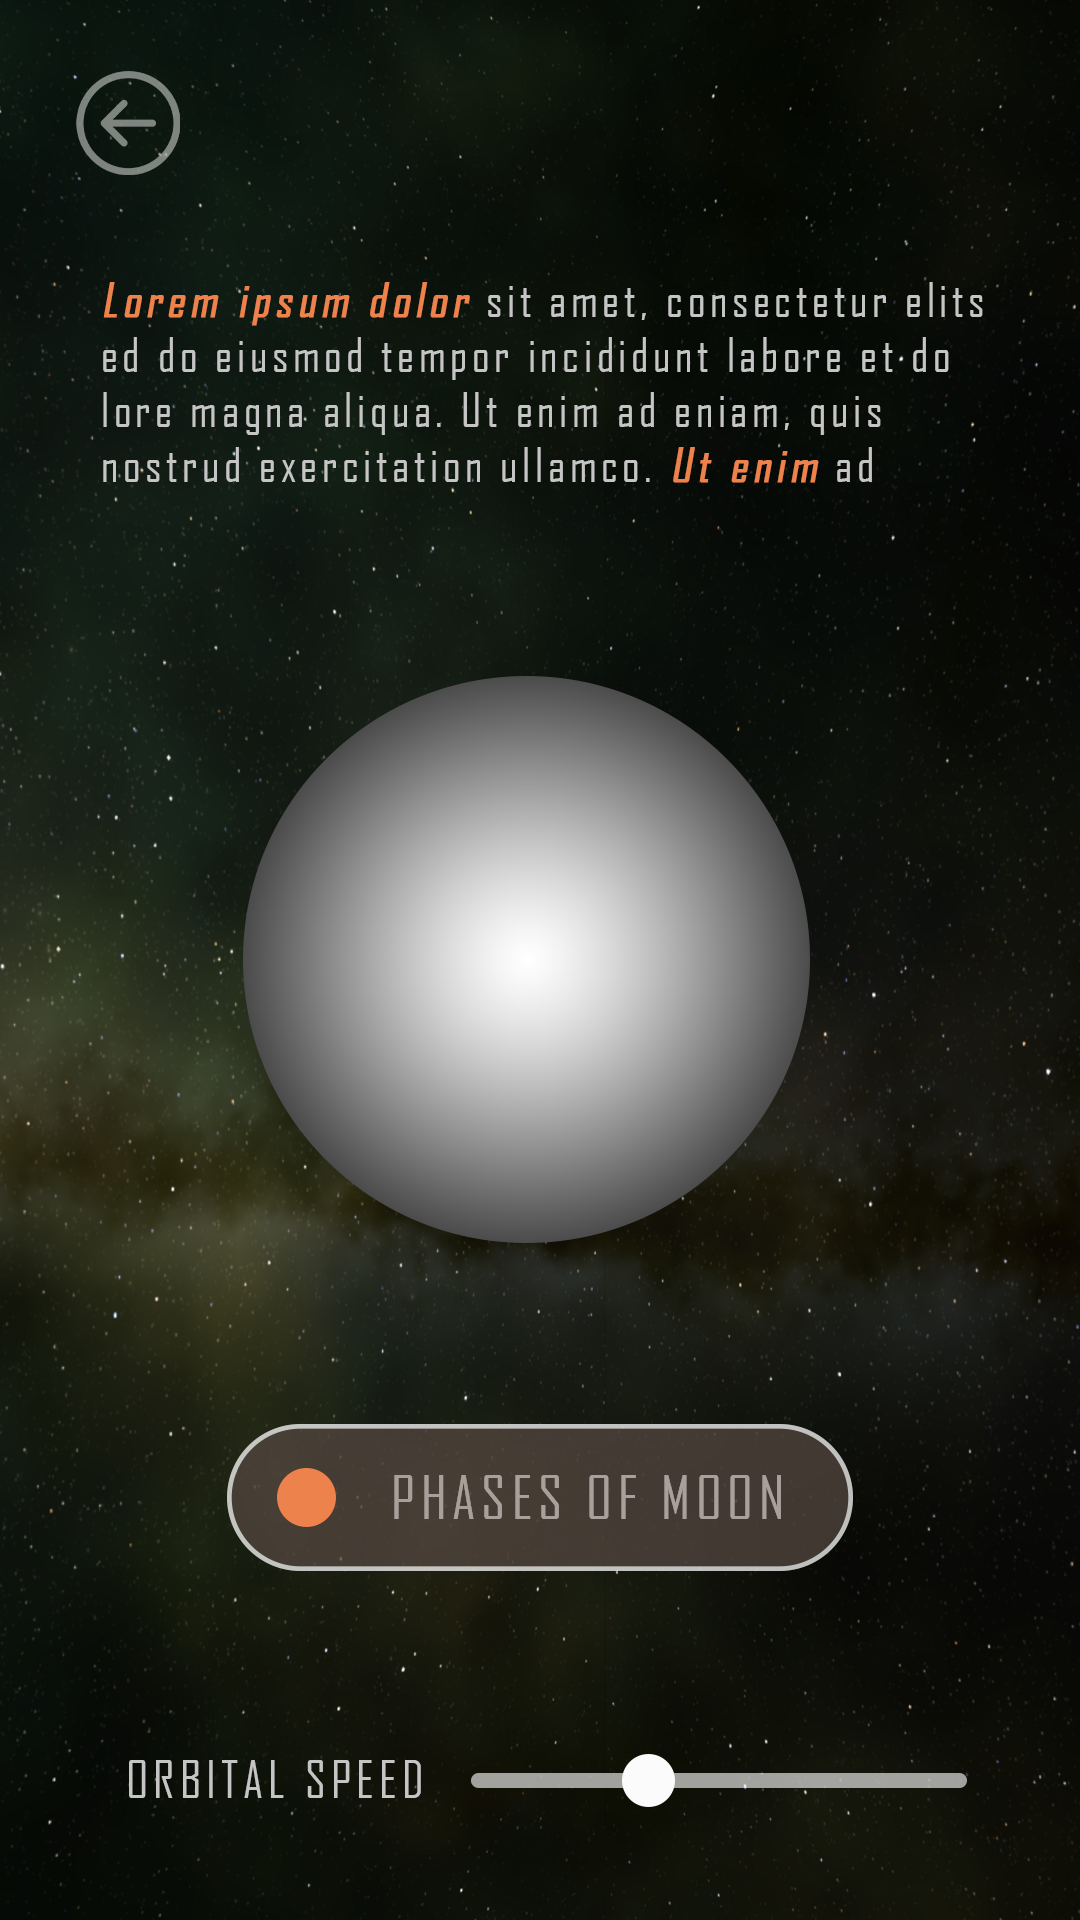 Lorem ipsum dolor sit amet, consectetur elits
ed do eiusmod tempor incididunt labore et do
lore magna aliqua. Ut enim ad eniam, quis
nostrud exercitation ullamco. Ut enim ad
PHASES OF MOON
ORBITAL SPEED